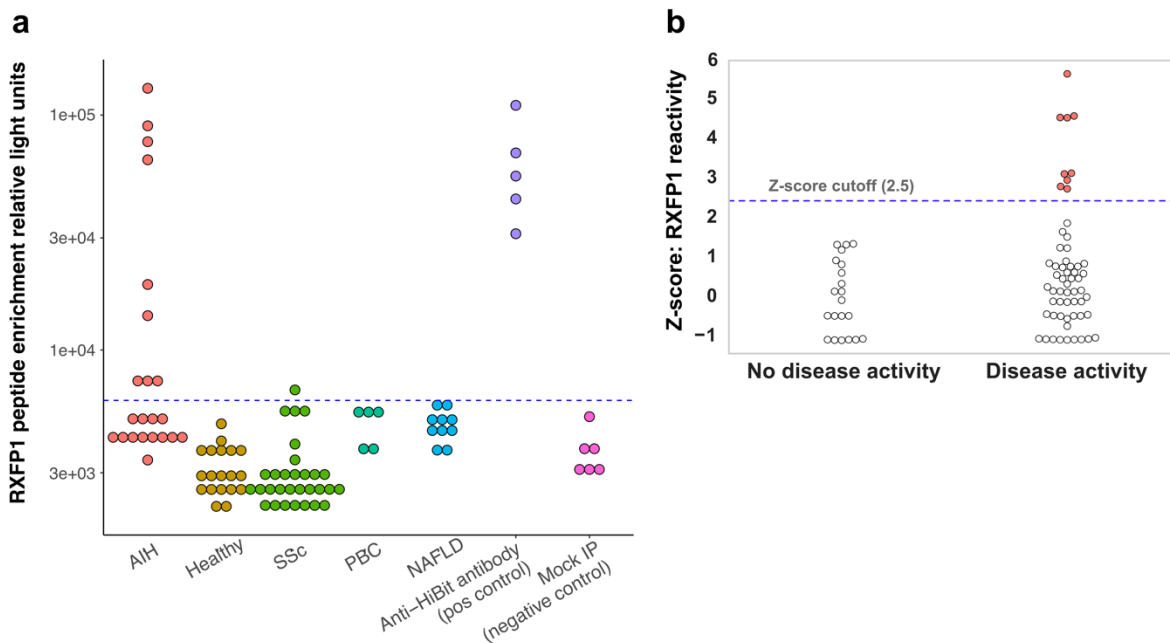 a
RXFP1 peptide enrichment relative light units
1e+05
3e+04
1e+04
3e+03
AIH
Healthy
SSc
PBC
NAFLD
Anti−HiBit antibody
(pos control)
Mock IP
(negative control)
b
Z-score: RXFP1 reactivity
6
5
4
3
2
1
0
−1
Z-score cutoff (2.5)
No disease activity
Disease activity